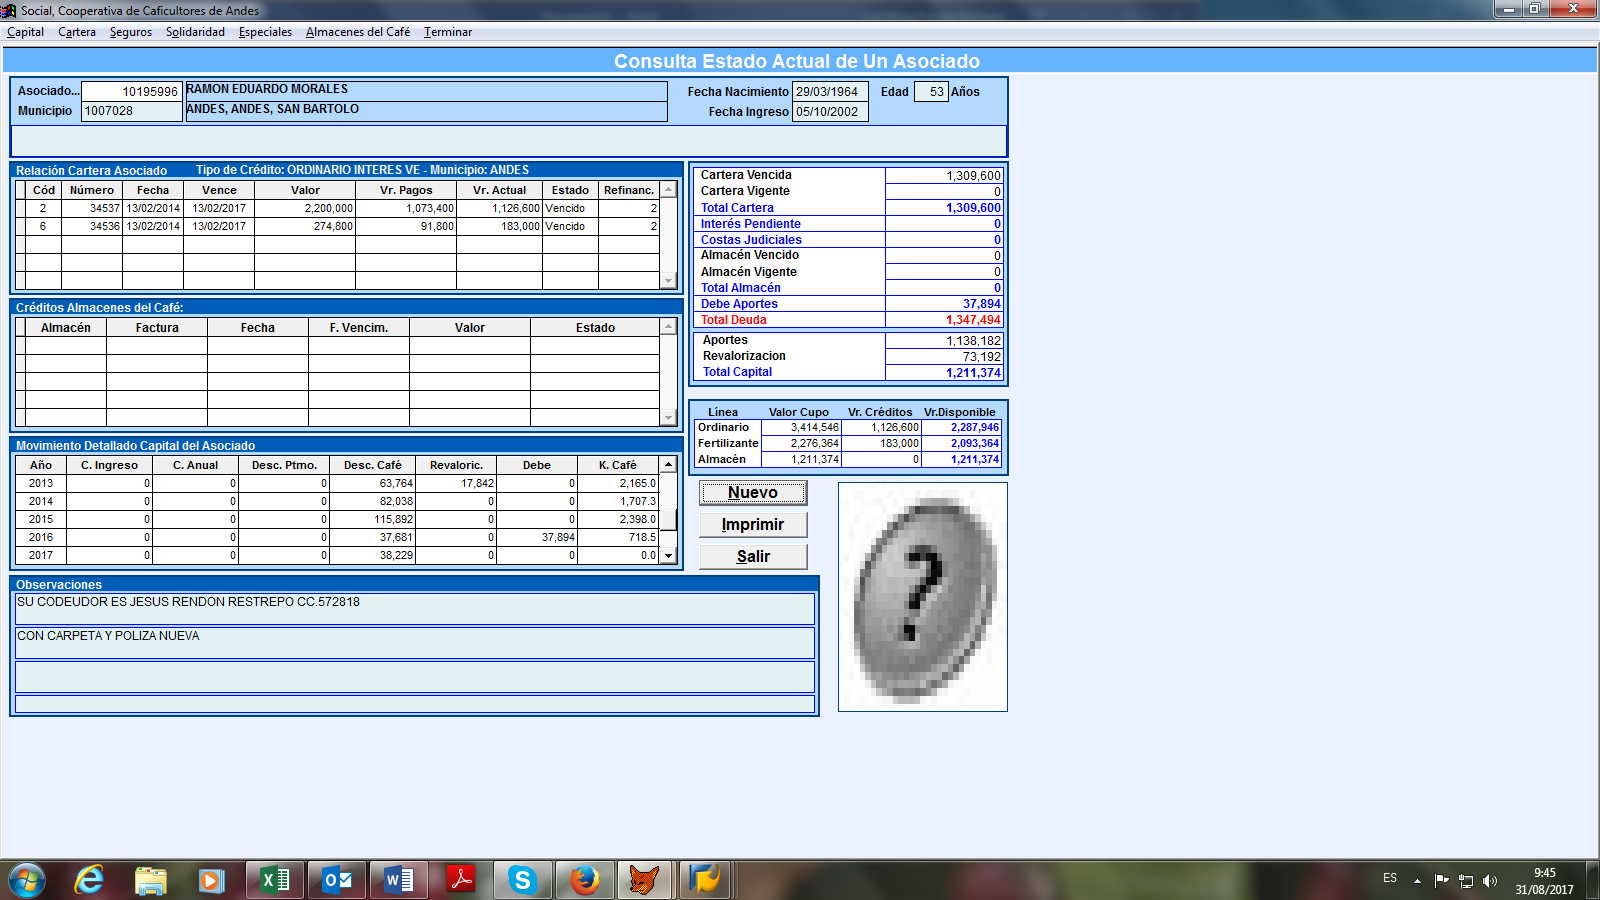 Social, Cooperativa de Caficultores de Andes
Capital Cartera Seguros Solidaridad Especiales Almacenes del Café Terminar
Consulta Estado Actual de Un Asociado
Asociado... 10195996 RAMON EDUARDO MORALES Fecha Nacimiento 29/03/1964 Edad 53 Años
Municipio 1007028 ANDES, ANDES, SAN BARTOLO Fecha Ingreso 05/10/2002
Relación Cartera Asociado Tipo de Crédito: ORDINARIO INTERES VE - Municipio: ANDES
Cód Número Fecha Vence Valor Vr. Pagos Vr. Actual Estado Refinanc.
2 34537 13/02/2014 13/02/2017 2,200,000 1,073,400 1,126,600 Vencido 2
6 34536 13/02/2014 13/02/2017 274,800 91,800 183,000 Vencido 2
Cartera Vencida 1,309,600
Cartera Vigente 0
Total Cartera 1,309,600
Interés Pendiente 0
Costas Judiciales 0
Almacén Vencido 0
Almacén Vigente 0
Total Almacén 0
Debe Aportes 37,894
Total Deuda 1,347,494
Aportes 1,138,182
Revalorizacion 73,192
Total Capital 1,211,374
Créditos Almacenes del Café:
Almacén Factura Fecha F. Vencim. Valor Estado
Línea Valor Cupo Vr. Créditos Vr.Disponible
Ordinario 3,414,546 1,126,600 2,287,946
Fertilizante 2,276,364 183,000 2,093,364
Almacén 1,211,374 0 1,211,374
Movimiento Detallado Capital del Asociado
Año C. Ingreso C. Anual Desc. Ptmo. Desc. Café Revaloric. Debe K. Café
2013 0 0 0 63,764 17,842 0 2,165.0
2014 0 0 0 82,038 0 0 1,707.3
2015 0 0 0 115,892 0 0 2,398.0
2016 0 0 0 37,681 0 37,894 718.5
2017 0 0 0 38,229 0 0 0.0
Nuevo
Imprimir
Salir
?
Observaciones
SU CODEUDOR ES JESUS RENDON RESTREPO CC.572818
CON CARPETA Y POLIZA NUEVA
ES
9:45
31/08/2017